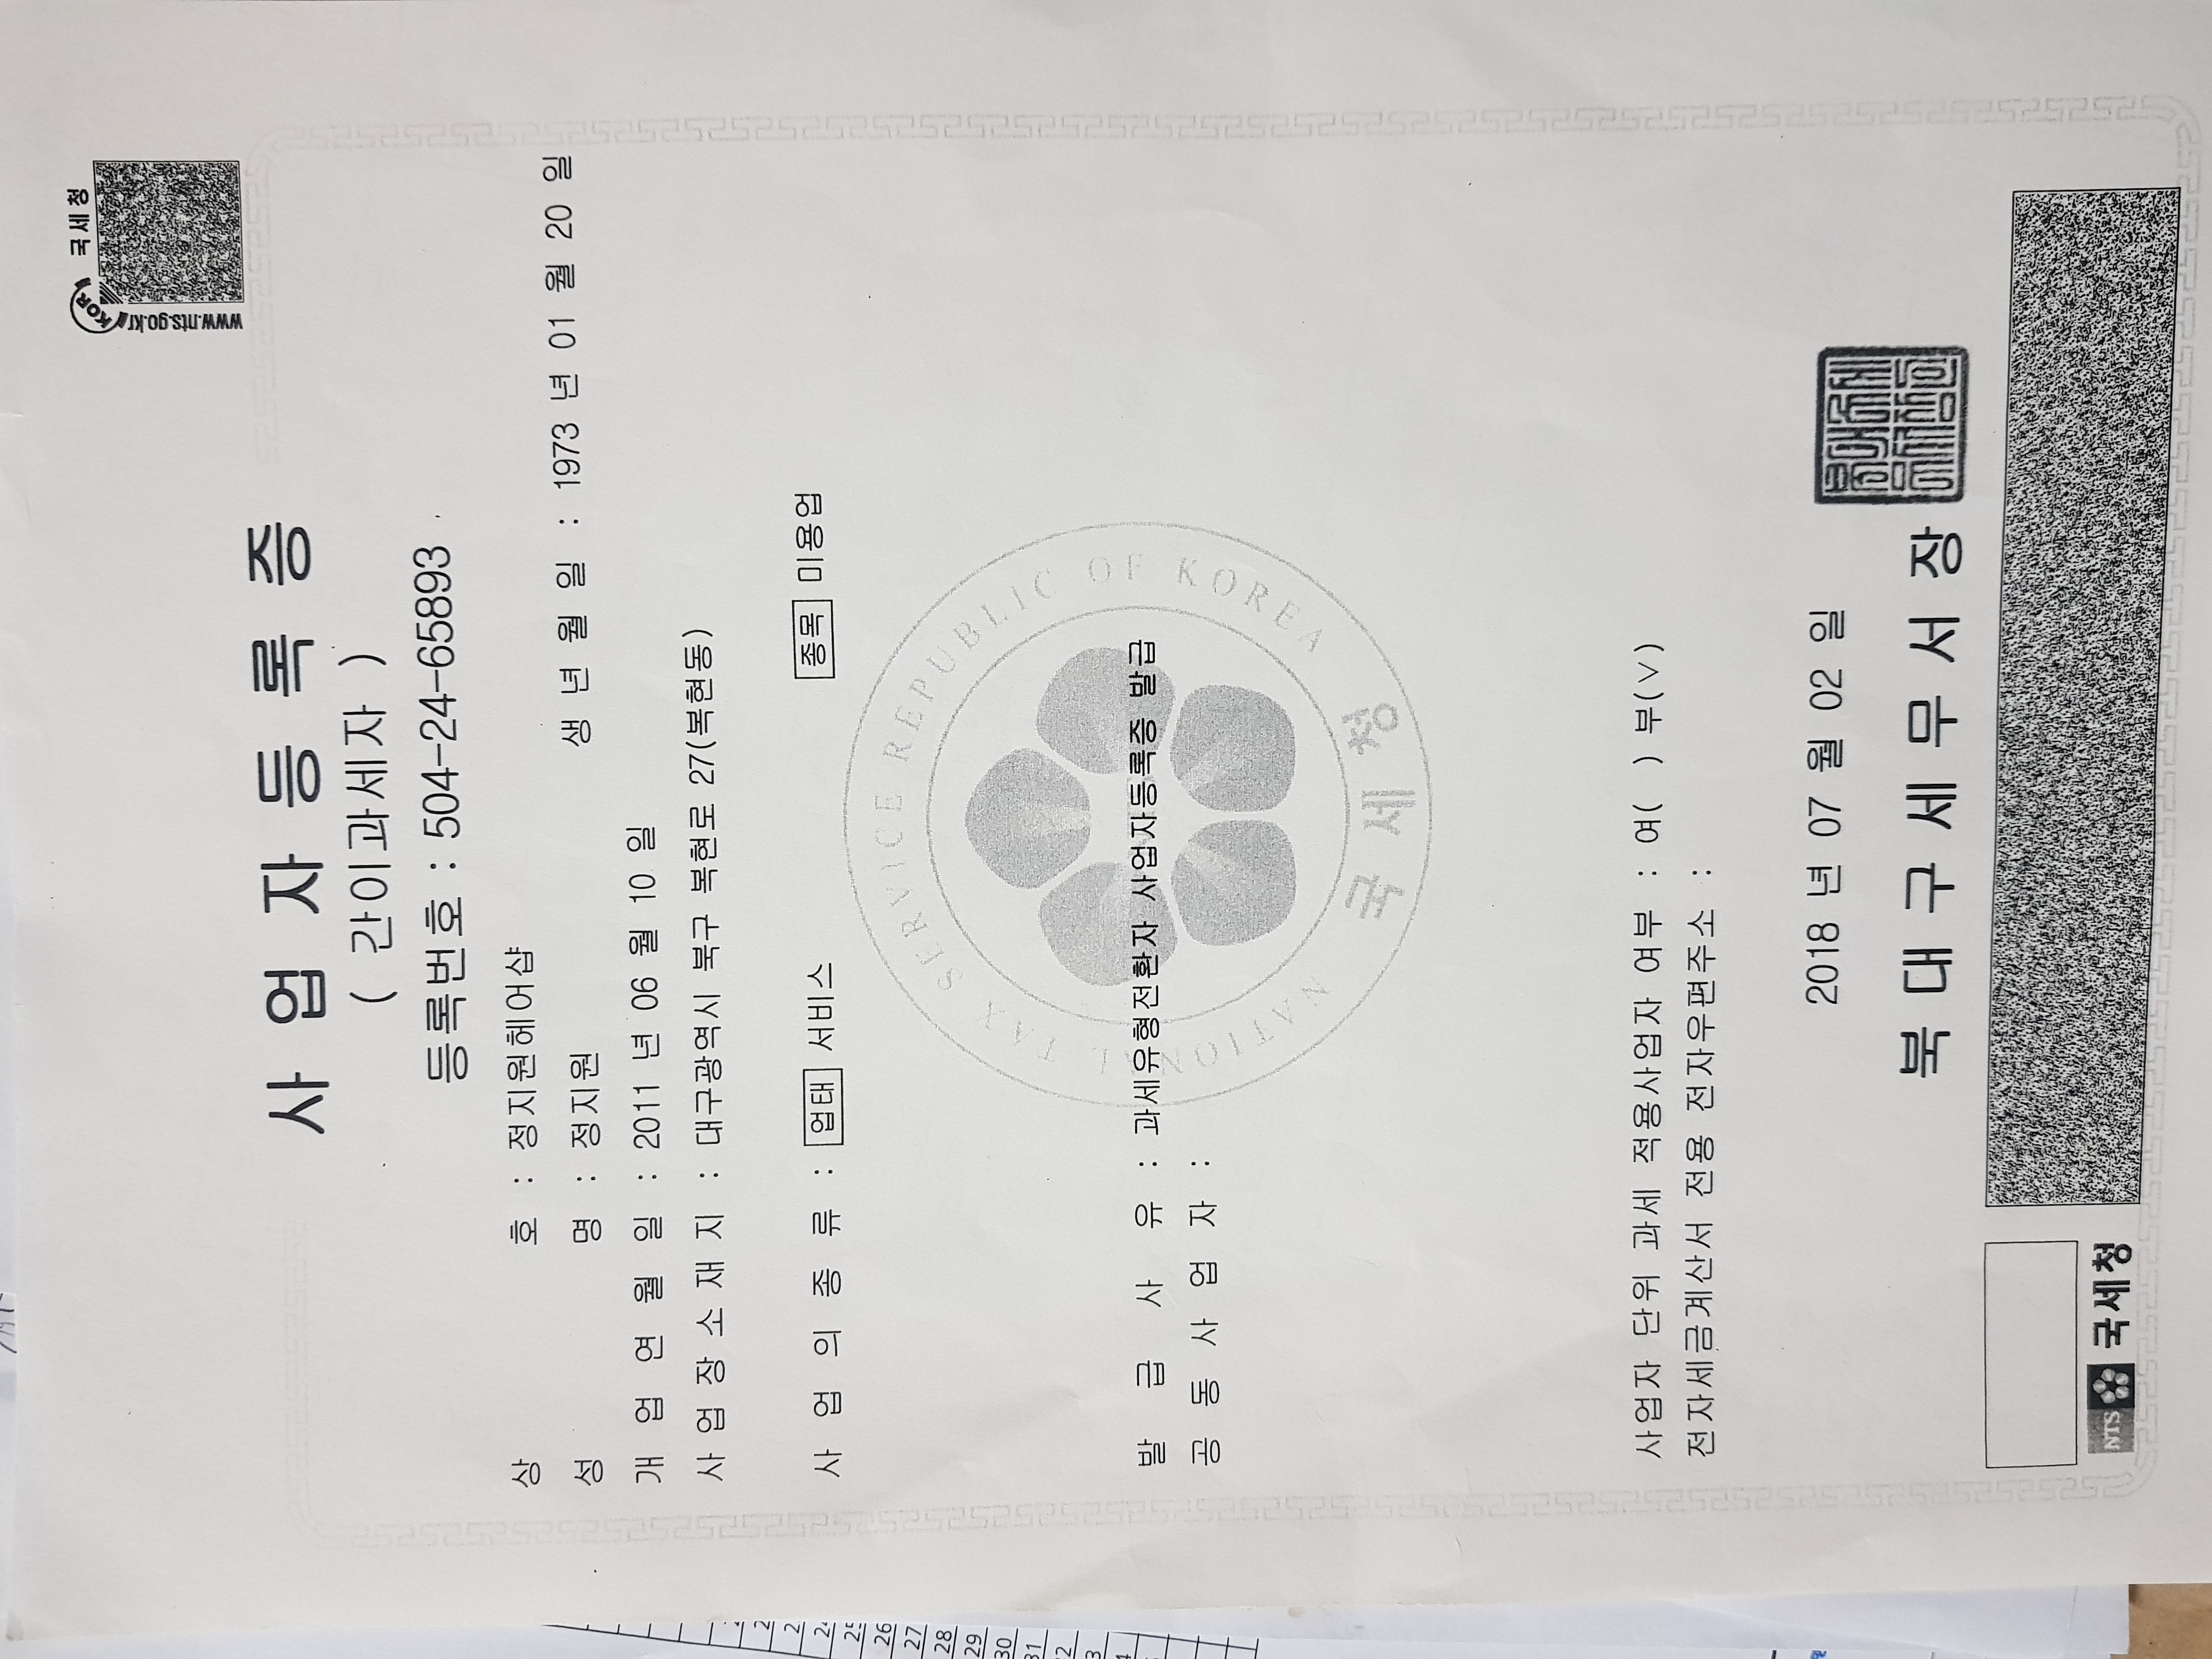 국세청
KOR
www.nts.go.kr
사업자등록증
( 간이과세자 )
등록번호 : 504-24-65893
상 호 : 정지원헤어샵
성 명 : 정지원 생 년 월 일 : 1973 년 01 월 20 일
개 업 연 월 일 : 2011 년 06 월 10 일
사 업 장 소 재 지 : 대구광역시 북구 복현로 27(복현동)
사 업 의 종 류 : 업태 서비스 종목 미용업
NATIONAL TAX SERVICE REPUBLIC OF KOREA
국세청
발 급 사 유 : 과세유형전환자 사업자등록증 발급
공 동 사 업 자 :
사업자 단위 과세 적용사업자 여부 : 여( ) 부(∨)
전자세금계산서 전용 전자우편주소 :
2018 년 07 월 02 일
북대구세무서장
NTS 국세청
26
27
28
29
30
31